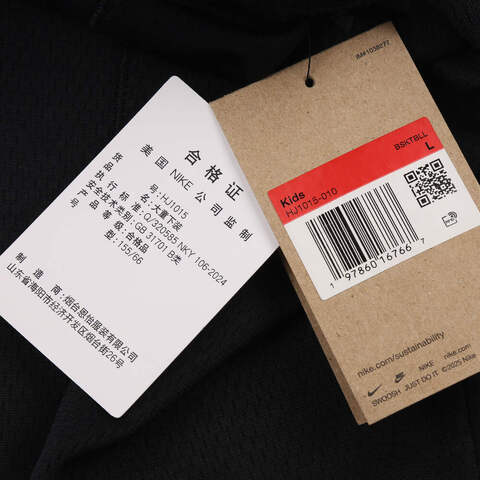 合格证
美国 NIKE 公司监制
货号: HJ1015
品名: 大童下装
执行标准: Q/320585 NKY 106-2024
安全技术类别: GB 31701 B类
产品等级: 合格品
号型: 155/66
制造商: 烟台恩怡服装有限公司
山东省海阳市经济开发区烟台街26号
IM#1038277
BSKTBLL
L
Kids
HJ1015-010
1 97860 16766
nike.com/sustainability
NIKE nike.com
SWOOSH JUST DO IT ©2025 Nike